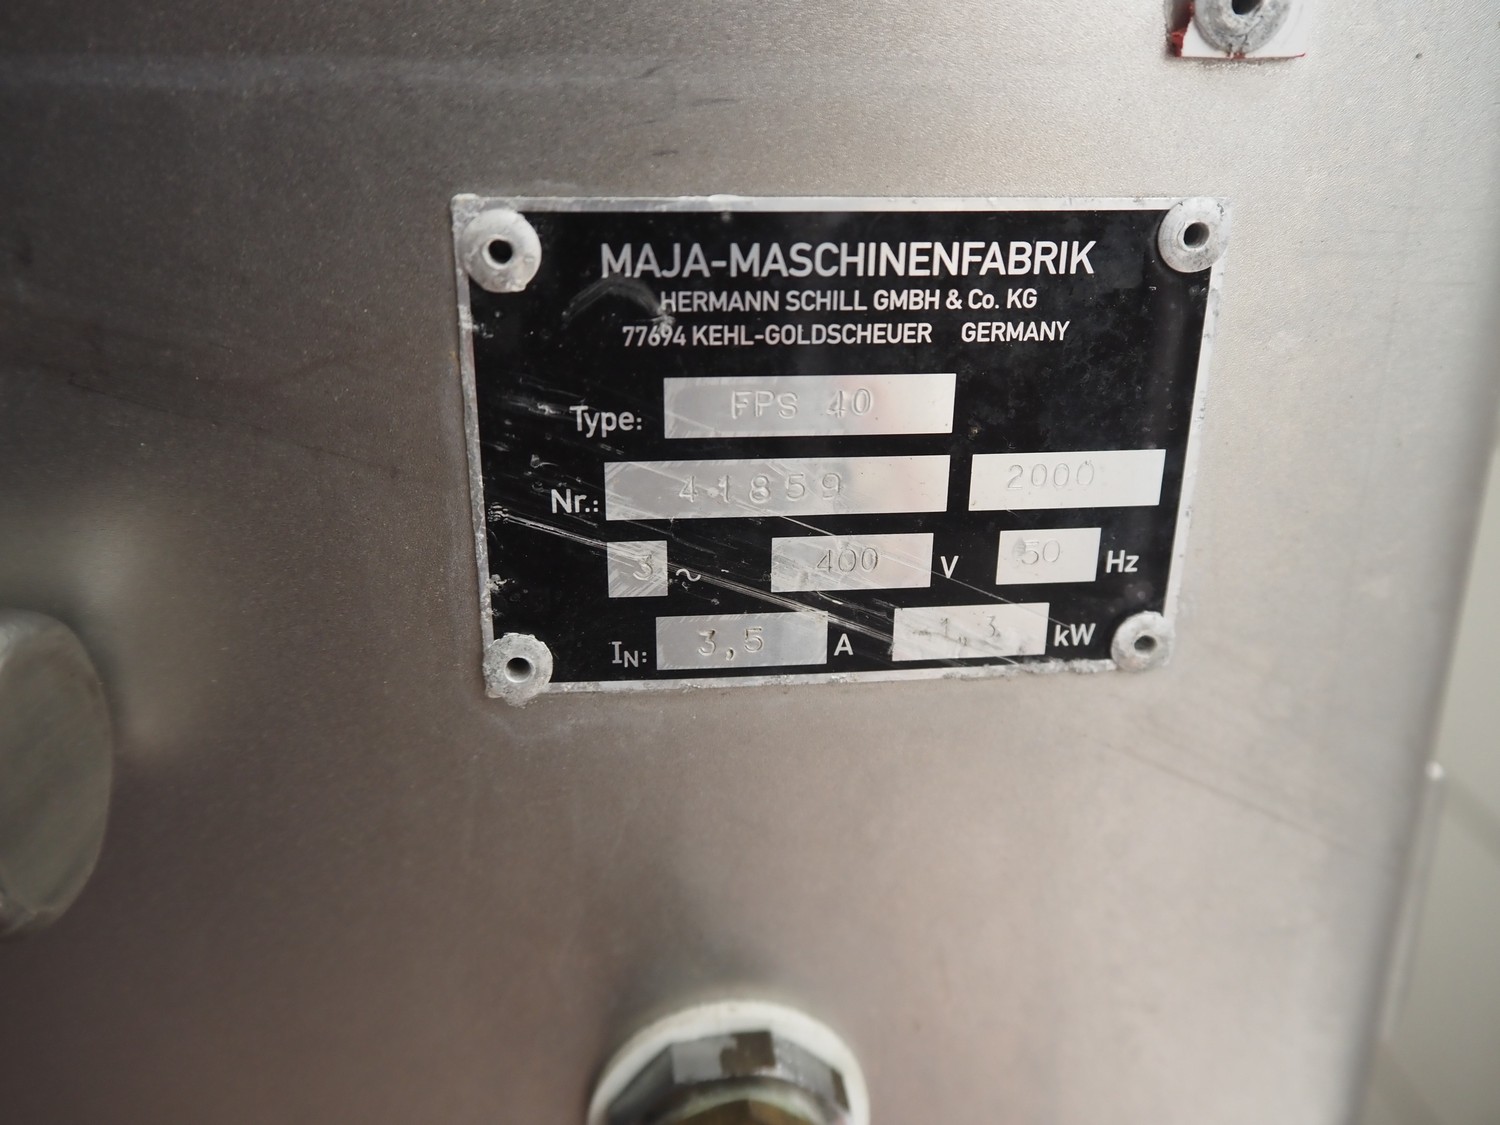 MAJA-MASCHINENFABRIK
HERMANN SCHILL GMBH & Co. KG
77694 KEHL-GOLDSCHEUER GERMANY
Type: FPS 40
Nr.: 41859 2000
3 ~ 400 V 50 Hz
IN: 3,5 A 1,3 kW